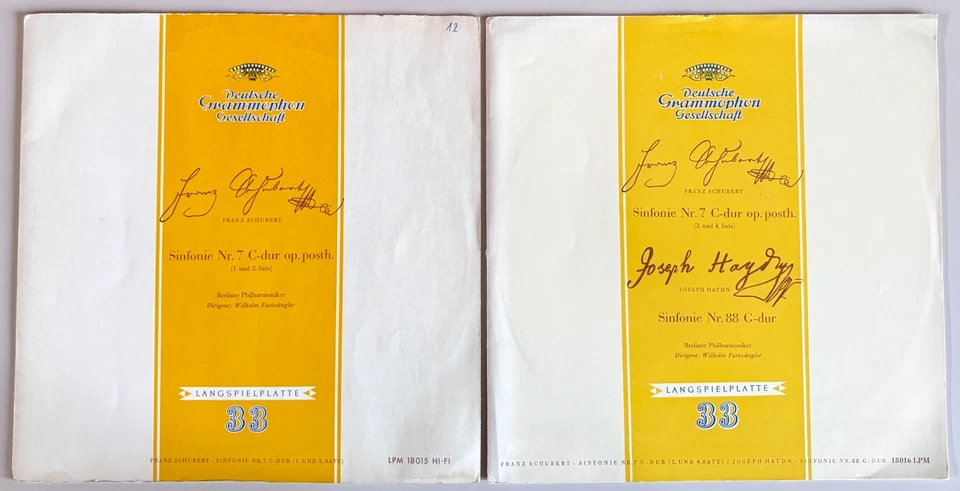 12
Deutsche
Grammophon
Gesellschaft
Franz Schubert
FRANZ SCHUBERT
Sinfonie Nr. 7 C-dur op. posth.
(1. und 2. Satz)
Berliner Philharmoniker
Dirigent: Wilhelm Furtwängler
LANGSPIELPLATTE
33
FRANZ SCHUBERT - SINFONIE NR. 7 C-DUR (1. UND 2. SATZ)
LPM 18015 HI-FI
Deutsche
Grammophon
Gesellschaft
Franz Schubert
FRANZ SCHUBERT
Sinfonie Nr. 7 C-dur op. posth.
(3. und 4. Satz)
Joseph Haydn
JOSEPH HAYDN
Sinfonie Nr. 88 G-dur
Berliner Philharmoniker
Dirigent: Wilhelm Furtwängler
LANGSPIELPLATTE
33
FRANZ SCHUBERT - SINFONIE NR. 7 C-DUR (3. UND 4. SATZ) / JOSEPH HAYDN - SINFONIE NR. 88 G-DUR 18016 LPM